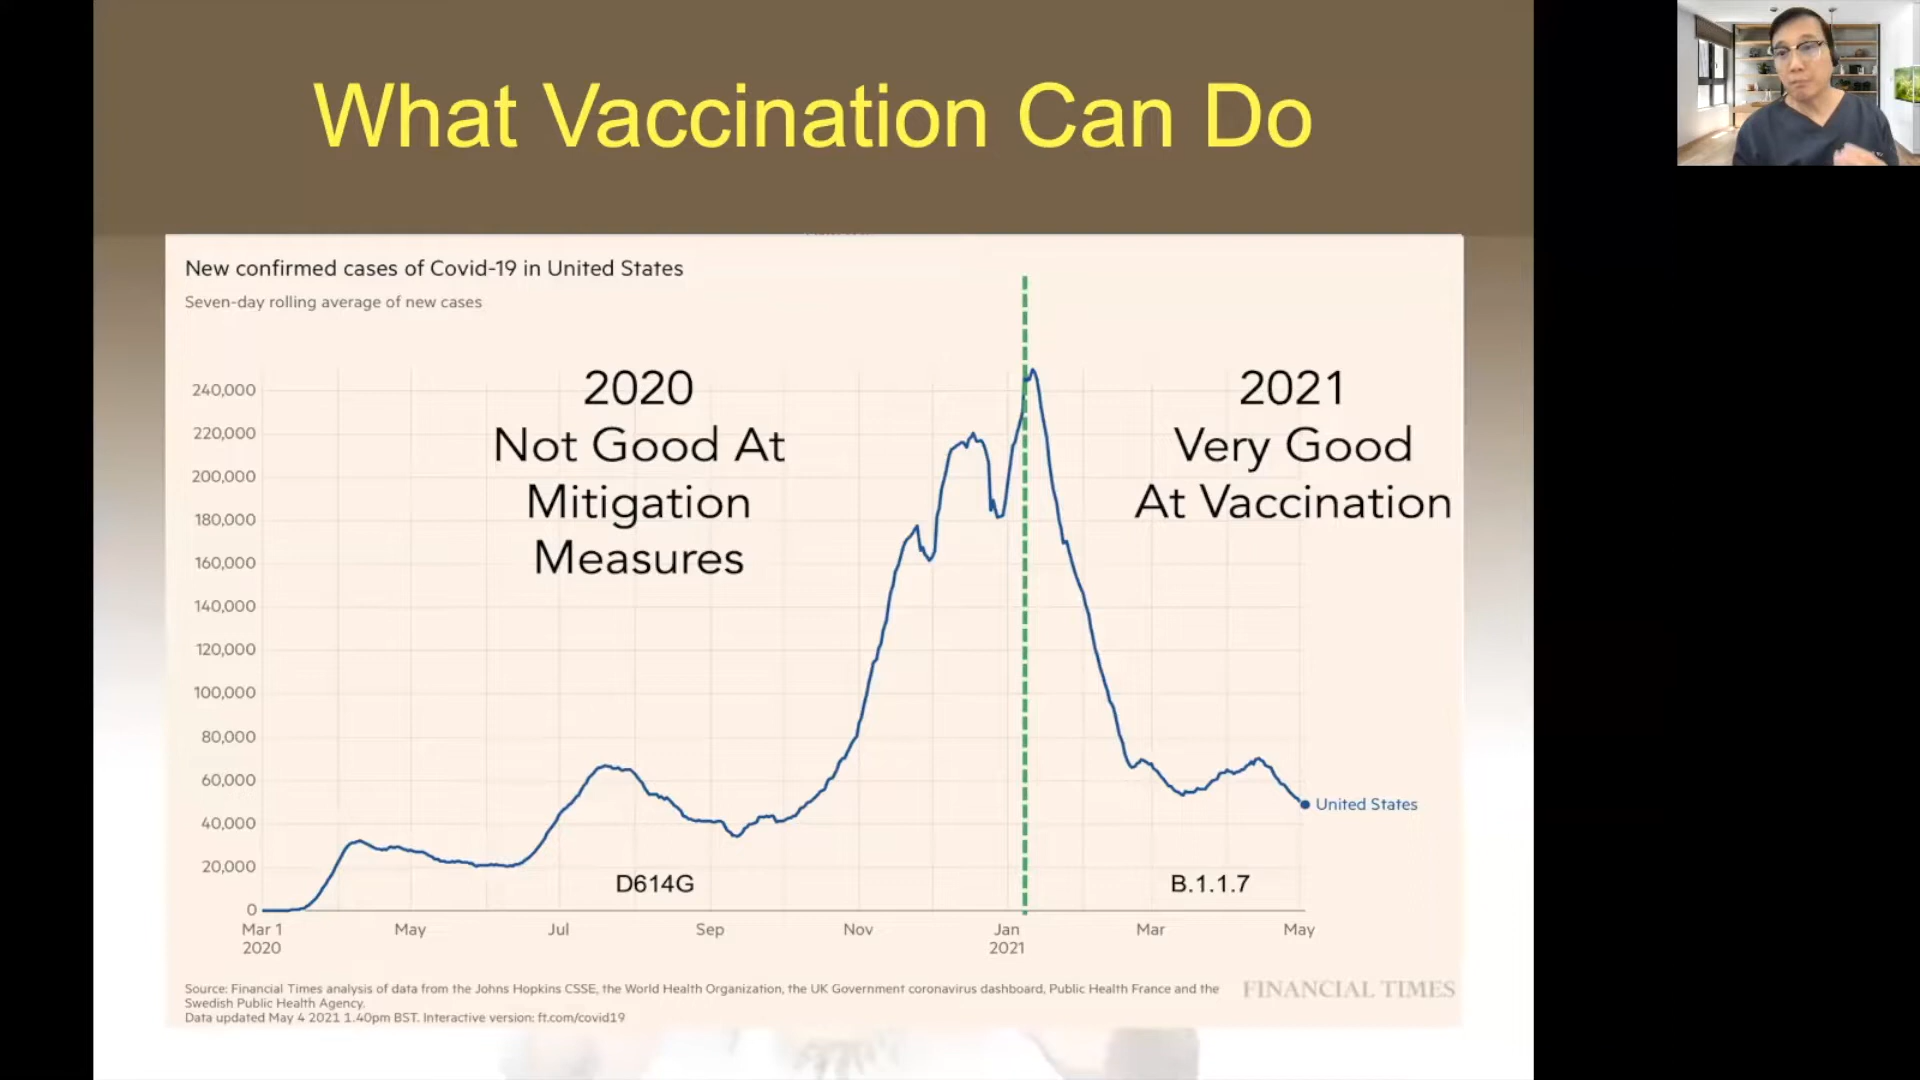 What Vaccination Can Do
New confirmed cases of Covid-19 in United States
Seven-day rolling average of new cases
2020
Not Good At
Mitigation
Measures
2021
Very Good
At Vaccination
240,000
220,000
200,000
180,000
160,000
140,000
120,000
100,000
80,000
60,000
40,000
20,000
0
United States
D614G
B.1.1.7
Mar 1
2020
May
Jul
Sep
Nov
Jan
2021
Mar
May
Source: Financial Times analysis of data from the Johns Hopkins CSSE, the World Health Organization, the UK Government coronavirus dashboard, Public Health France and the
Swedish Public Health Agency.
Data updated May 4 2021 1.40pm BST. Interactive version: ft.com/covid19
FINANCIAL TIMES